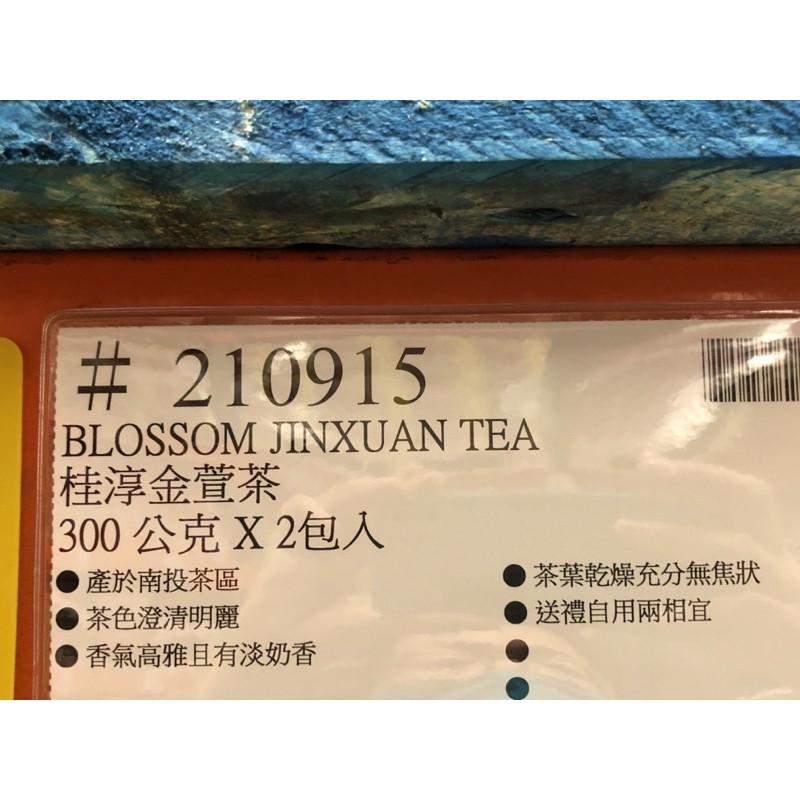 # 210915
BLOSSOM JINXUAN TEA
桂淳金萱茶
300 公克 X 2包入
● 產於南投茶區
● 茶色澄清明麗
● 香氣高雅且有淡奶香
● 茶葉乾燥充分無焦狀
● 送禮自用兩相宜
●
●